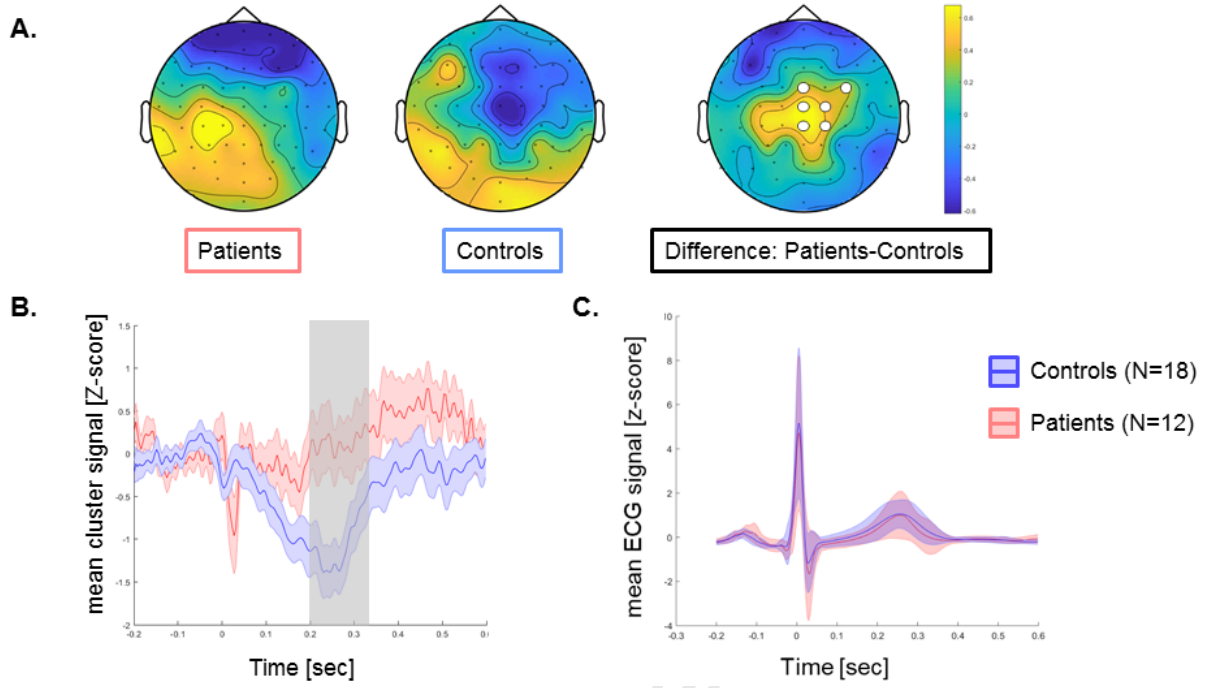 A.
0.6
0.4
0.2
0
-0.2
-0.4
-0.6
Patients
Controls
Difference: Patients-Controls
B.
mean cluster signal [Z-score]
1.5
1
0.5
0
-0.5
-1
-1.5
-2
-0.2 -0.1 0 0.1 0.2 0.3 0.4 0.5
Time [sec]
C.
mean ECG signal [z-score]
10
8
6
4
2
0
-2
-4
-0.3 -0.2 -0.1 0 0.1 0.2 0.3 0.4 0.5 0.6
Time [sec]
Controls (N=18)
Patients (N=12)